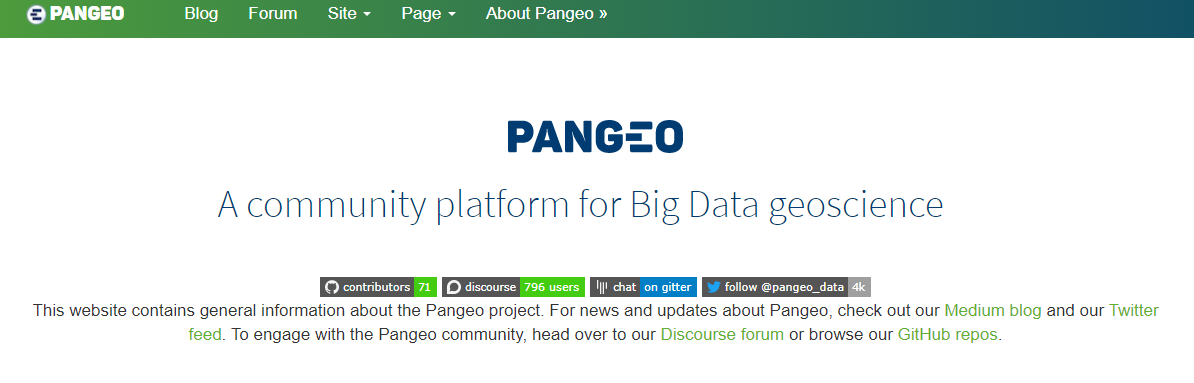 PANGEO Blog Forum Site Page About Pangeo »
PANGEO
A community platform for Big Data geoscience
contributors 71 discourse 796 users chat on gitter follow @pangeo_data 4k
This website contains general information about the Pangeo project. For news and updates about Pangeo, check out our Medium blog and our Twitter
feed. To engage with the Pangeo community, head over to our Discourse forum or browse our GitHub repos.